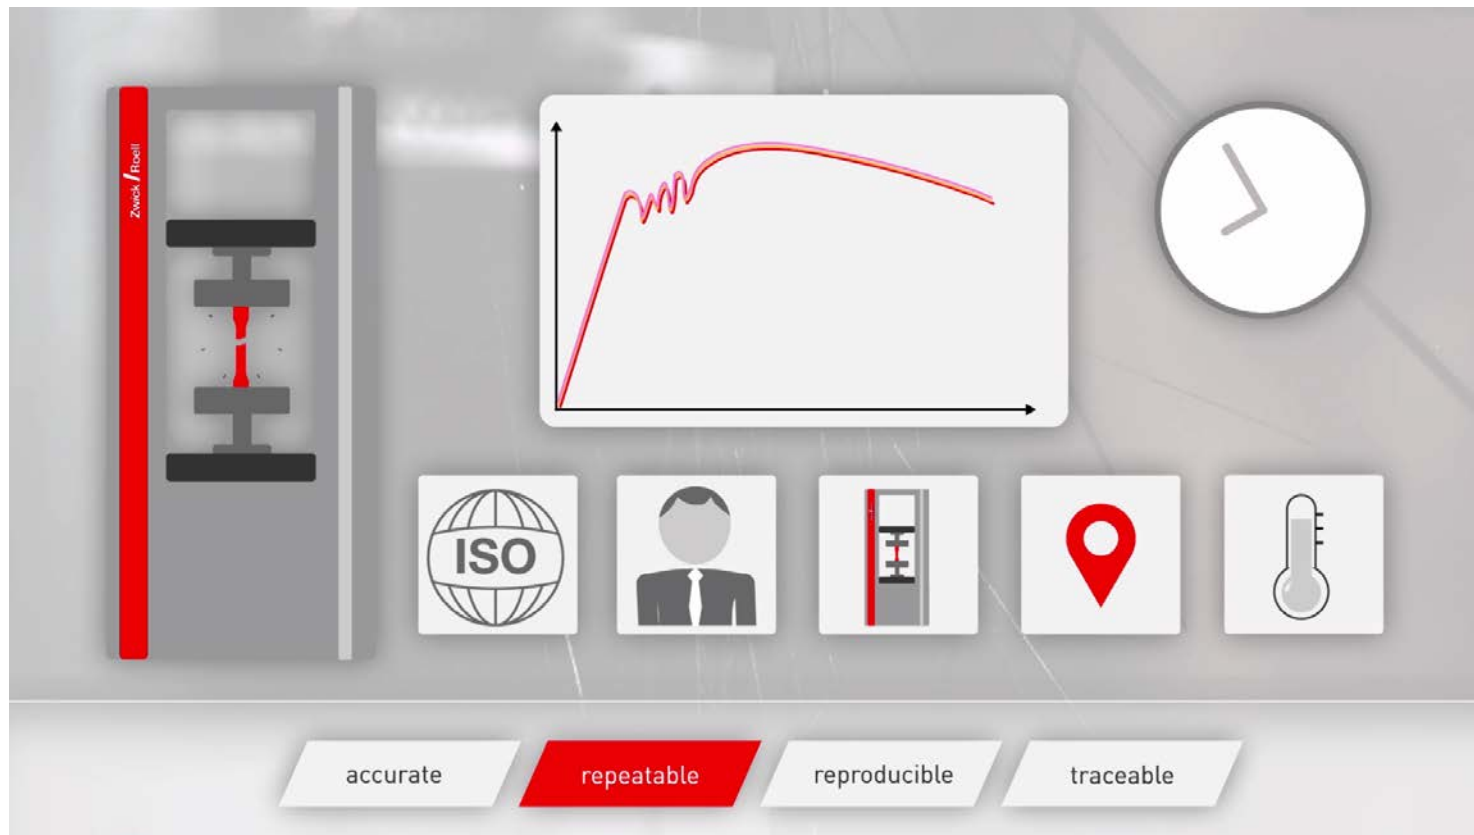 Zwick/Roell
ISO
accurate
repeatable
reproducible
traceable